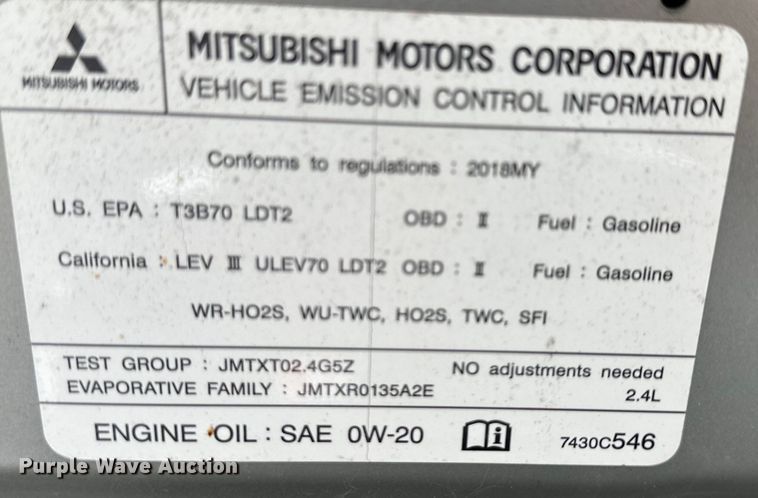 MITSUBISHI MOTORS
MITSUBISHI MOTORS CORPORATION
VEHICLE EMISSION CONTROL INFORMATION
Conforms to regulations : 2018MY
U.S. EPA : T3B70 LDT2 OBD : Ⅱ Fuel : Gasoline
California : LEV Ⅲ ULEV70 LDT2 OBD : Ⅱ Fuel : Gasoline
WR-HO2S, WU-TWC, HO2S, TWC, SFI
TEST GROUP : JMTXT02.4G5Z NO adjustments needed
EVAPORATIVE FAMILY : JMTXR0135A2E 2.4L
ENGINE OIL : SAE 0W-20 7430C546
Purple Wave Auction